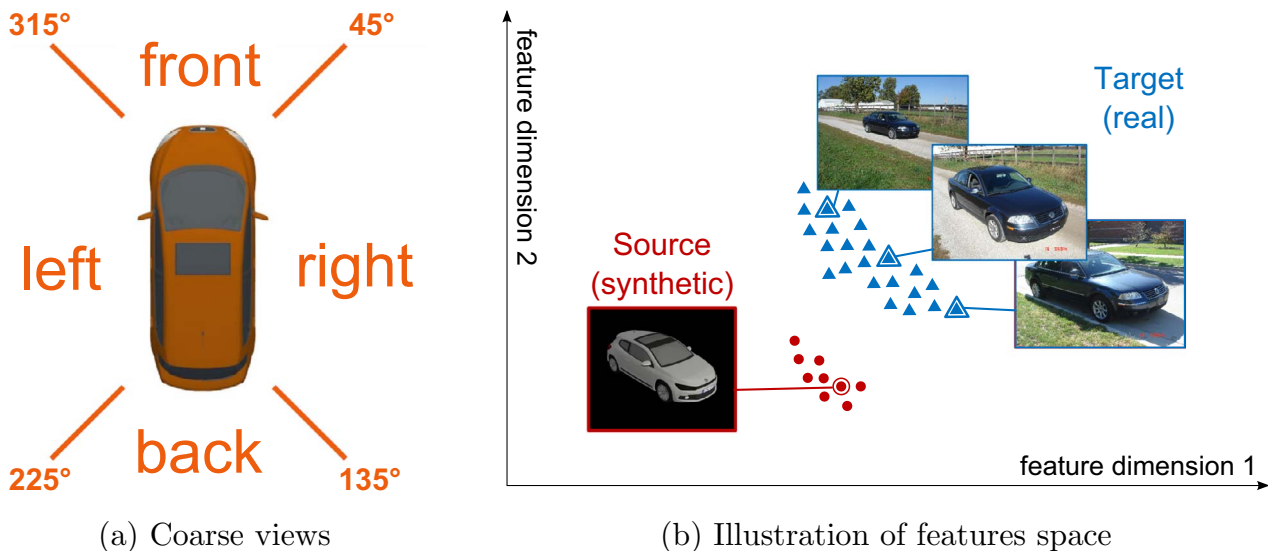 315°
45°
front
left
right
back
225°
135°
(a) Coarse views
feature dimension 2
Target
(real)
Source
(synthetic)
feature dimension 1
(b) Illustration of features space